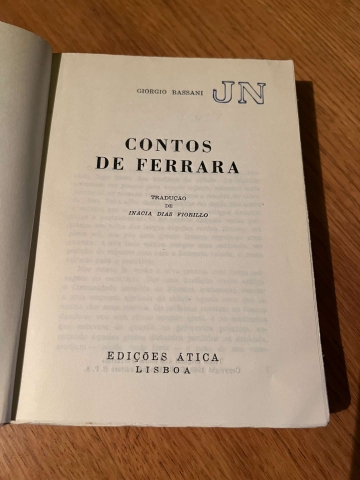 GIORGIO BASSANI
JN
CONTOS
DE FERRARA
TRADUÇÃO
DE
INACIA DIAS FIORILLO
EDIÇÕES ÁTICA
LISBOA